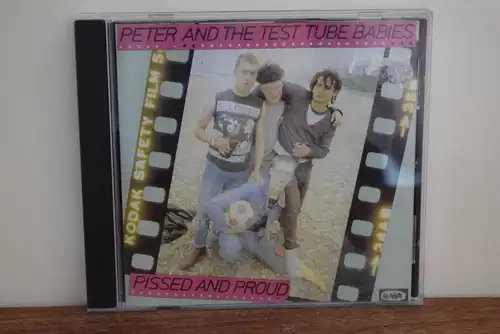 PETER AND THE TEST TUBE BABIES
KODAK SAFETY FILM 5
PISSED AND PROUD